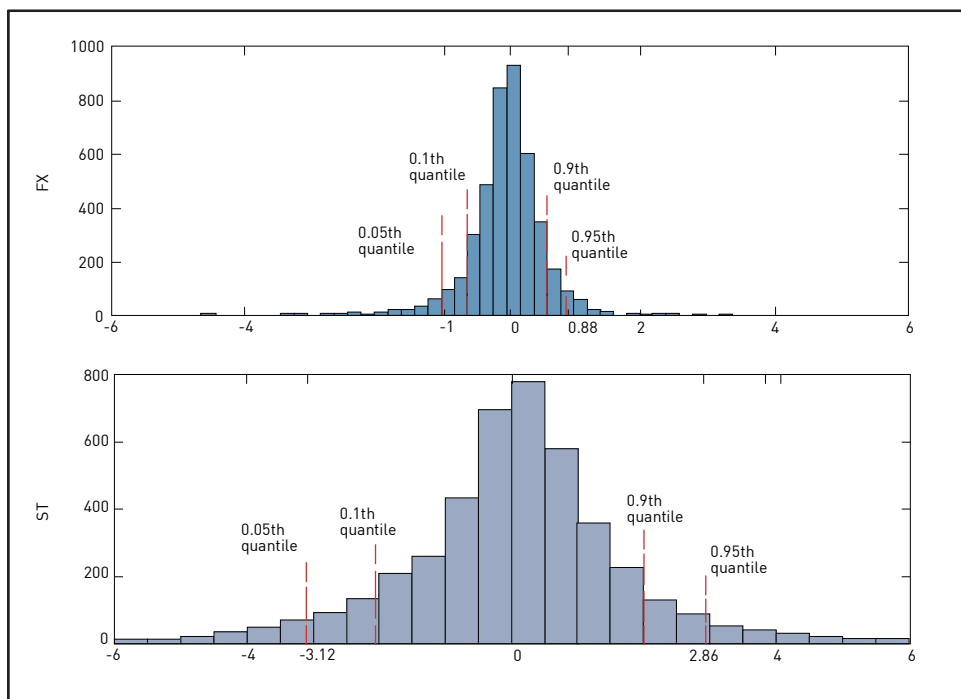 1000
800
600
400
200
0
FX
0.1th
quantile
0.05th
quantile
0.9th
quantile
0.95th
quantile
-6
-4
-1
0
0.88
2
4
6
800
600
400
200
0
ST
0.05th
quantile
0.1th
quantile
0.9th
quantile
0.95th
quantile
-6
-4
-3.12
0
2.86
4
6